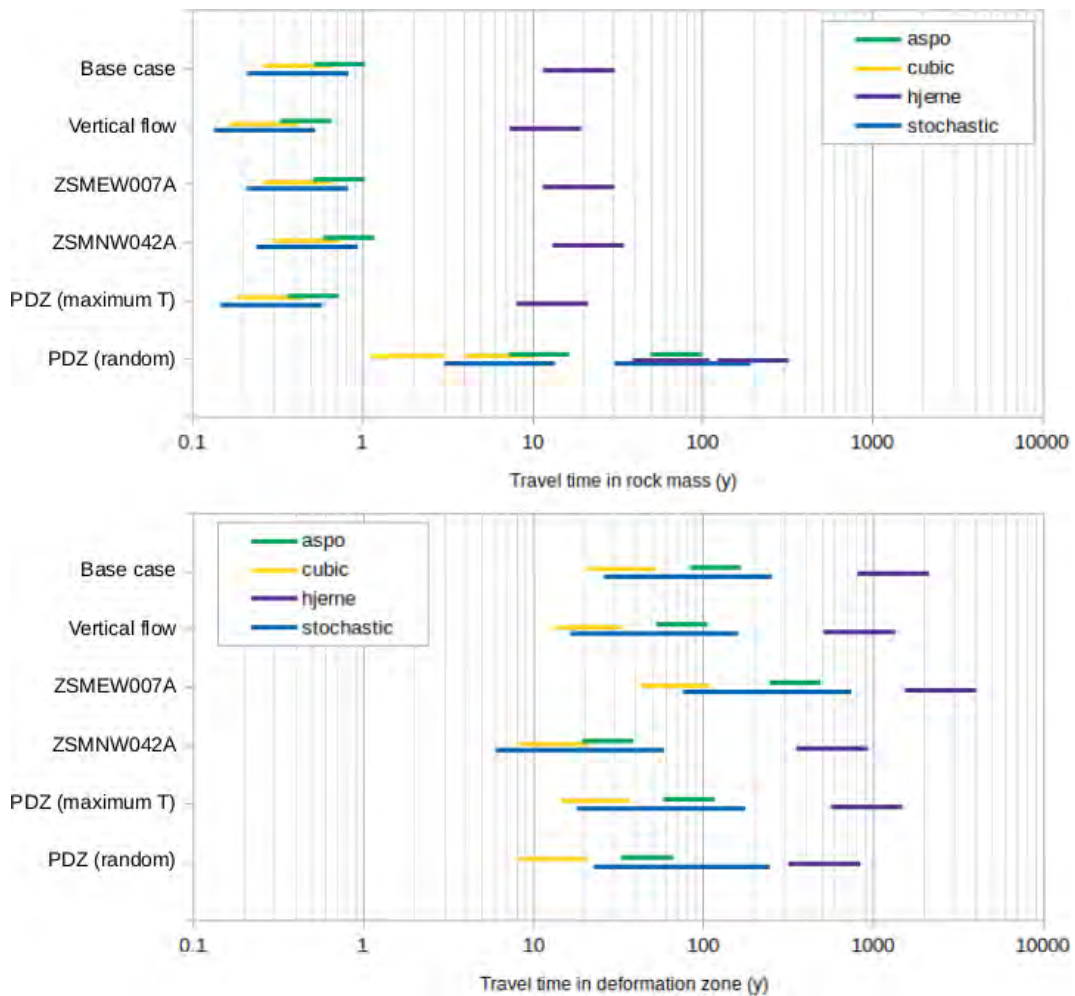 Base case
Vertical flow
ZSMEW007A
ZSMNW042A
PDZ (maximum T)
PDZ (random)
aspo
cubic
hjerne
stochastic
0.1 1 10 100 1000 10000
Travel time in rock mass (y)
aspo
cubic
hjerne
stochastic
Base case
Vertical flow
ZSMEW007A
ZSMNW042A
PDZ (maximum T)
PDZ (random)
0.1 1 10 100 1000 10000
Travel time in deformation zone (y)